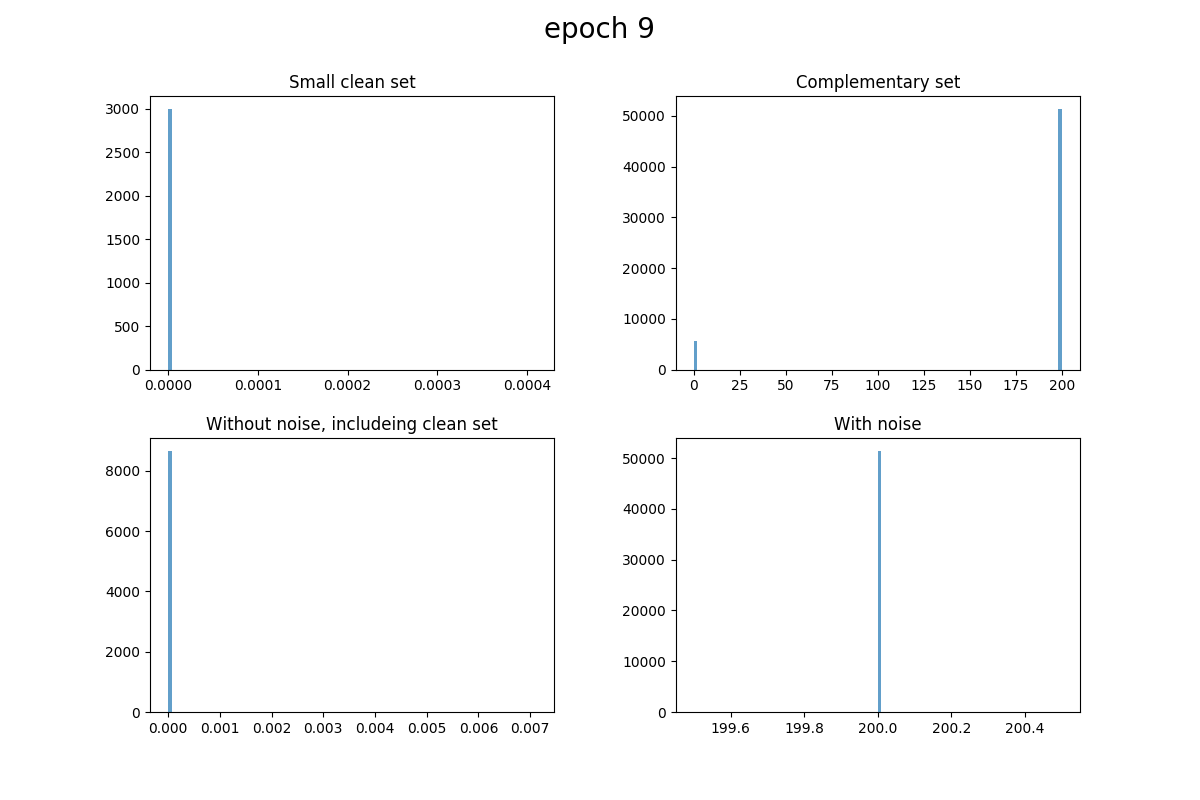 epoch 9
Small clean set
3000
2500
2000
1500
1000
500
0
0.0000 0.0001 0.0002 0.0003 0.0004
Complementary set
50000
40000
30000
20000
10000
0
0 25 50 75 100 125 150 175 200
Without noise, includeing clean set
8000
6000
4000
2000
0
0.000 0.001 0.002 0.003 0.004 0.005 0.006 0.007
With noise
50000
40000
30000
20000
10000
0
199.6 199.8 200.0 200.2 200.4